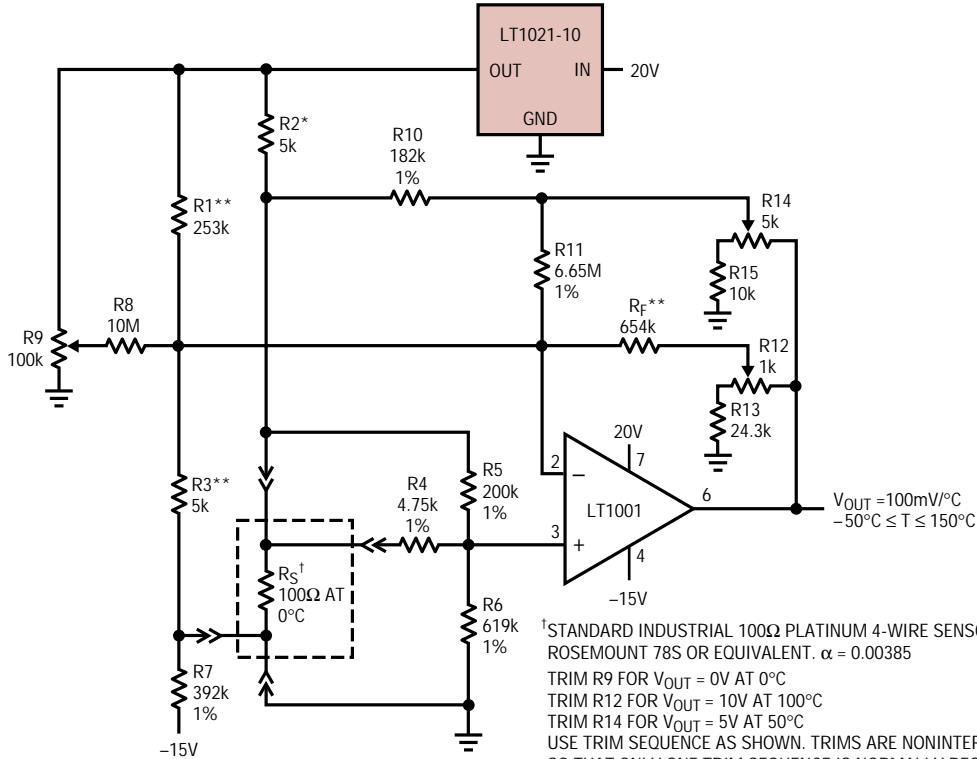 LT1021-10
OUT
IN
20V
GND
R2*
5k
R10
182k
1%
R14
5k
R1**
253k
R11
6.65M
1%
R15
10k
R8
10M
RF**
654k
R9
100k
R12
1k
R13
24.3k
20V
2
7
R3**
5k
R4
4.75k
1%
R5
200k
1%
−
LT1001
6
VOUT =100mV/°C
−50°C ≤ T ≤ 150°C
3
+
4
RS†
100Ω AT
0°C
−15V
R6
619k
1%
R7
392k
1%
−15V
†STANDARD INDUSTRIAL 100Ω PLATINUM 4-WIRE
ROSEMOUNT 78S OR EQUIVALENT. α = 0.00385
TRIM R9 FOR VOUT = 0V AT 0°C
TRIM R12 FOR VOUT = 10V AT 100°C
TRIM R14 FOR VOUT = 5V AT 50°C
USE TRIM SEQUENCE AS SHOWN. TRIMS ARE